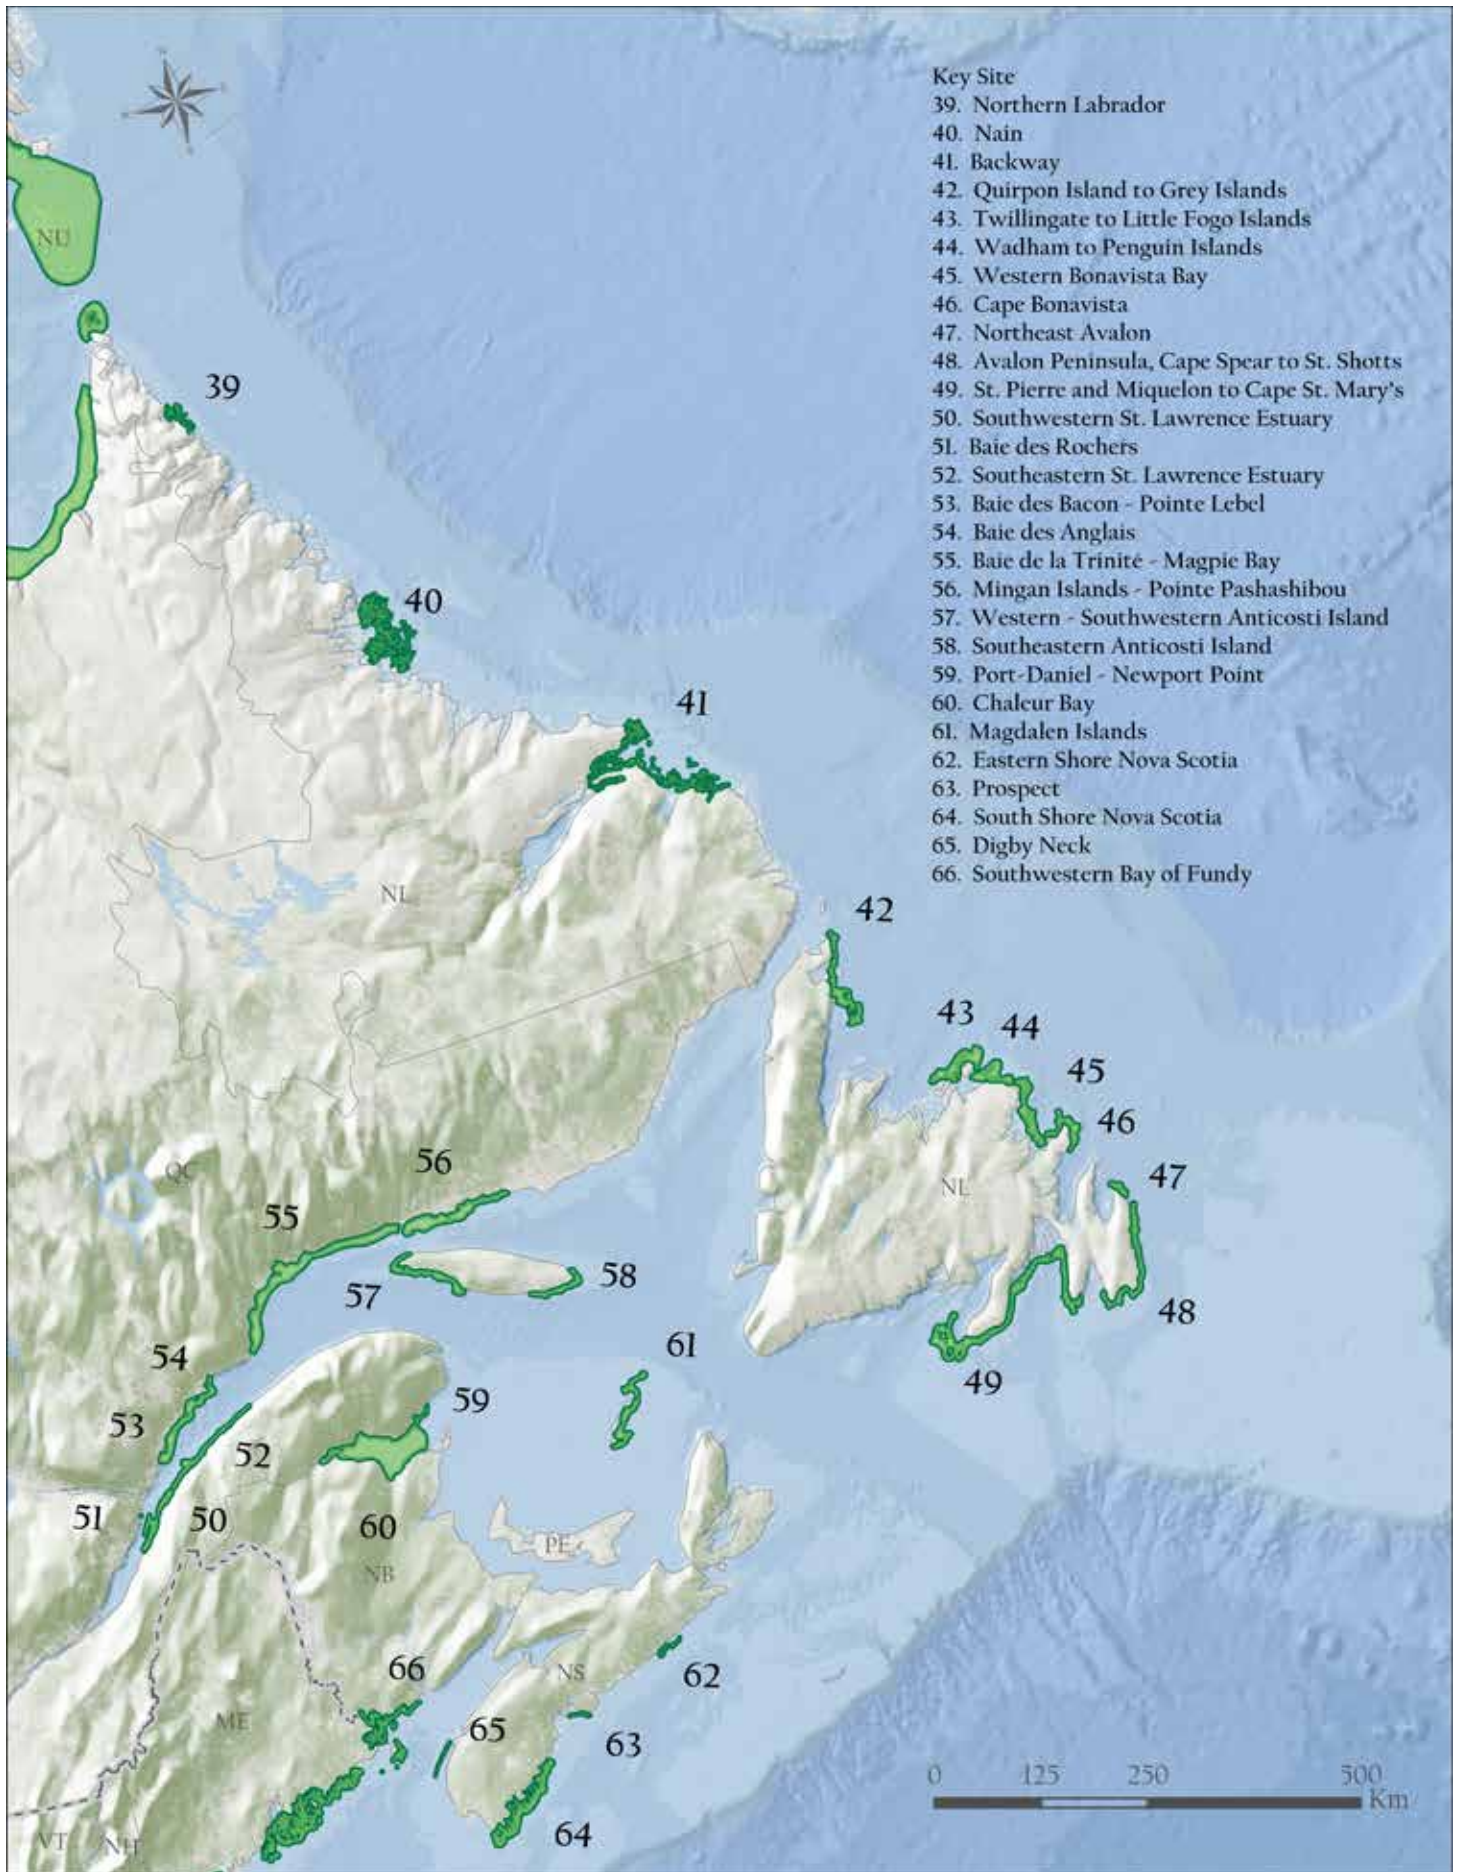 Key Site
39. Northern Labrador
40. Nain
41. Backway
42. Quirpon Island to Grey Islands
43. Twillingate to Little Fogo Islands
44. Wadham to Penguin Islands
45. Western Bonavista Bay
46. Cape Bonavista
47. Northeast Avalon
48. Avalon Peninsula, Cape Spear to St. Shotts
49. St. Pierre and Miquelon to Cape St. Mary's
50. Southwestern St. Lawrence Estuary
51. Baie des Rochers
52. Southeastern St. Lawrence Estuary
53. Baie des Bacon - Pointe Lebel
54. Baie des Anglais
55. Baie de la Trinité - Magpie Bay
56. Mingan Islands - Pointe Pashashibou
57. Western - Southwestern Anticosti Island
58. Southeastern Anticosti Island
59. Port-Daniel - Newport Point
60. Chaleur Bay
61. Magdalen Islands
62. Eastern Shore Nova Scotia
63. Prospect
64. South Shore Nova Scotia
65. Digby Neck
66. Southwestern Bay of Fundy
NU
39
40
41
NL
42
43
44
45
46
56
QC
47
NL
55
58
57
48
61
54
49
59
53
52
51
50
60
PE
NB
66
NS
62
ME
65
63
0 125 250 500
Km
64
VT
NH